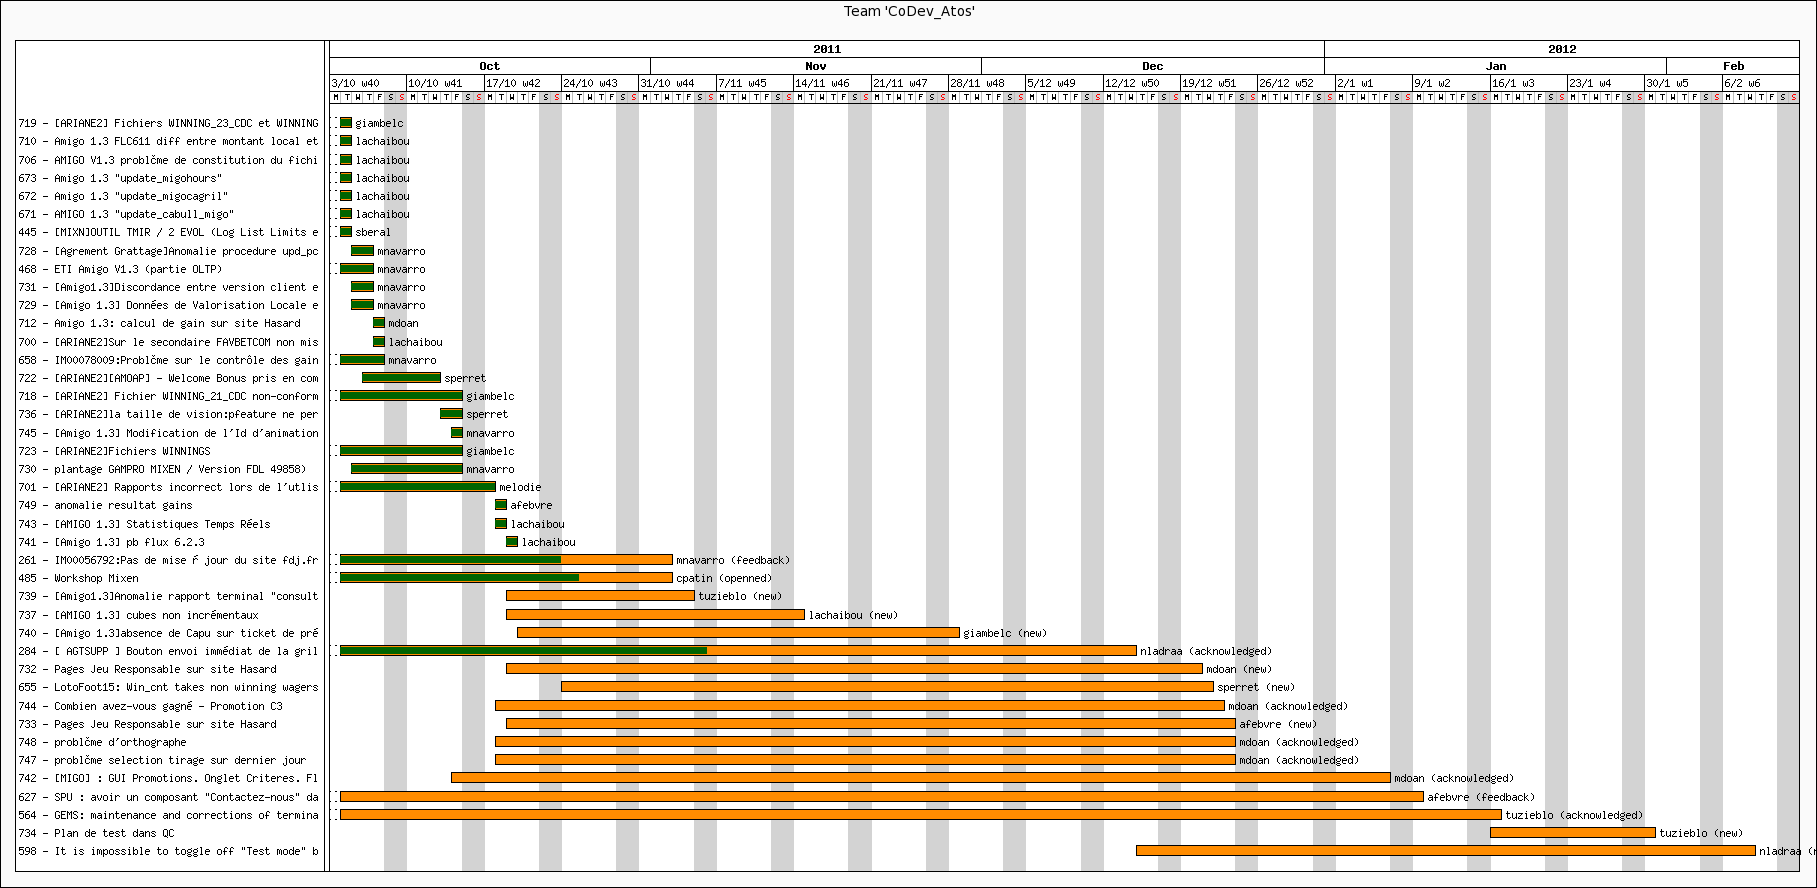 Team 'CoDev_Atos'
2011 2012
Oct Nov Dec Jan Feb
3/10 w40 10/10 w41 17/10 w42 24/10 w43 31/10 w44 7/11 w45 14/11 w46 21/11 w47 28/11 w48 5/12 w49 12/12 w50 19/12 w51 26/12 w52 2/1 w1 9/1 w2 16/1 w3 23/1 w4 30/1 w5 6/2 w6
M T W T F S S M T W T F S S M T W T F S S M T W T F S S M T W T F S S M T W T F S S M T W T F S S M T W T F S S M T W T F S S M T W T F S S M T W T F S S M T W T F S S M T W T F S S M T W T F S S M T W T F S S M T W T F S S M T W T F S S M T W T F S S M T W T F S S
719 - [ARIANE2] Fichiers WINNING_23_CDC et WINNING giambelc
710 - Amigo 1.3 FLC611 diff entre montant local et lachaibou
706 - AMIGO V1.3 problčme de constitution du fichi lachaibou
673 - Amigo 1.3 "update_migohours" lachaibou
672 - Amigo 1.3 "update_migocagril" lachaibou
671 - AMIGO 1.3 "update_cabull_migo" lachaibou
445 - [MIXN]OUTIL TMIR / 2 EVOL (Log List Limits e sberal
728 - [Agrement Grattage]Anomalie procedure upd_pc mnavarro
468 - ETI Amigo V1.3 (partie OLTP) mnavarro
731 - [Amigo1.3]Discordance entre version client e mnavarro
729 - [Amigo 1.3] Données de Valorisation Locale e mnavarro
712 - Amigo 1.3: calcul de gain sur site Hasard mdoan
700 - [ARIANE2]Sur le secondaire FAVBETCOM non mis lachaibou
658 - IM00078009:Problčme sur le contrôle des gain mnavarro
722 - [ARIANE2][AMOAP] - Welcome Bonus pris en com sperret
718 - [ARIANE2] Fichier WINNING_21_CDC non-conform giambelc
736 - [ARIANE2]la taille de vision:pfeature ne per sperret
745 - [Amigo 1.3] Modification de l'Id d'animation mnavarro
723 - [ARIANE2]Fichiers WINNINGS giambelc
730 - plantage GAMPRO MIXEN / Version FDL 49858) mnavarro
701 - [ARIANE2] Rapports incorrect lors de l'utlis melodie
749 - anomalie resultat gains afebvre
743 - [AMIGO 1.3] Statistiques Temps Réels lachaibou
741 - [Amigo 1.3] pb flux 6.2.3 lachaibou
261 - IM00056792:Pas de mise ŕ jour du site fdj.fr mnavarro (feedback)
485 - Workshop Mixen cpatin (openned)
739 - [Amigo1.3]Anomalie rapport terminal "consult tuzieblo (new)
737 - [AMIGO 1.3] cubes non incrémentaux lachaibou (new)
740 - [Amigo 1.3]absence de Capu sur ticket de pré giambelc (new)
284 - [ AGTSUPP ] Bouton envoi immédiat de la gril nladraa (acknowledged)
732 - Pages Jeu Responsable sur site Hasard mdoan (new)
655 - LotoFoot15: Win_cnt takes non winning wagers sperret (new)
744 - Combien avez-vous gagné - Promotion C3 mdoan (acknowledged)
733 - Pages Jeu Responsable sur site Hasard afebvre (new)
748 - problčme d'orthographe mdoan (acknowledged)
747 - problčme selection tirage sur dernier jour mdoan (acknowledged)
742 - [MIGO] : GUI Promotions. Onglet Criteres. Fl mdoan (acknowledged)
627 - SPU : avoir un composant "Contactez-nous" da afebvre (feedback)
564 - GEMS: maintenance and corrections of termina tuzieblo (acknowledged)
734 - Plan de test dans QC tuzieblo (new)
598 - It is impossible to toggle off "Test mode" b nladraa (n